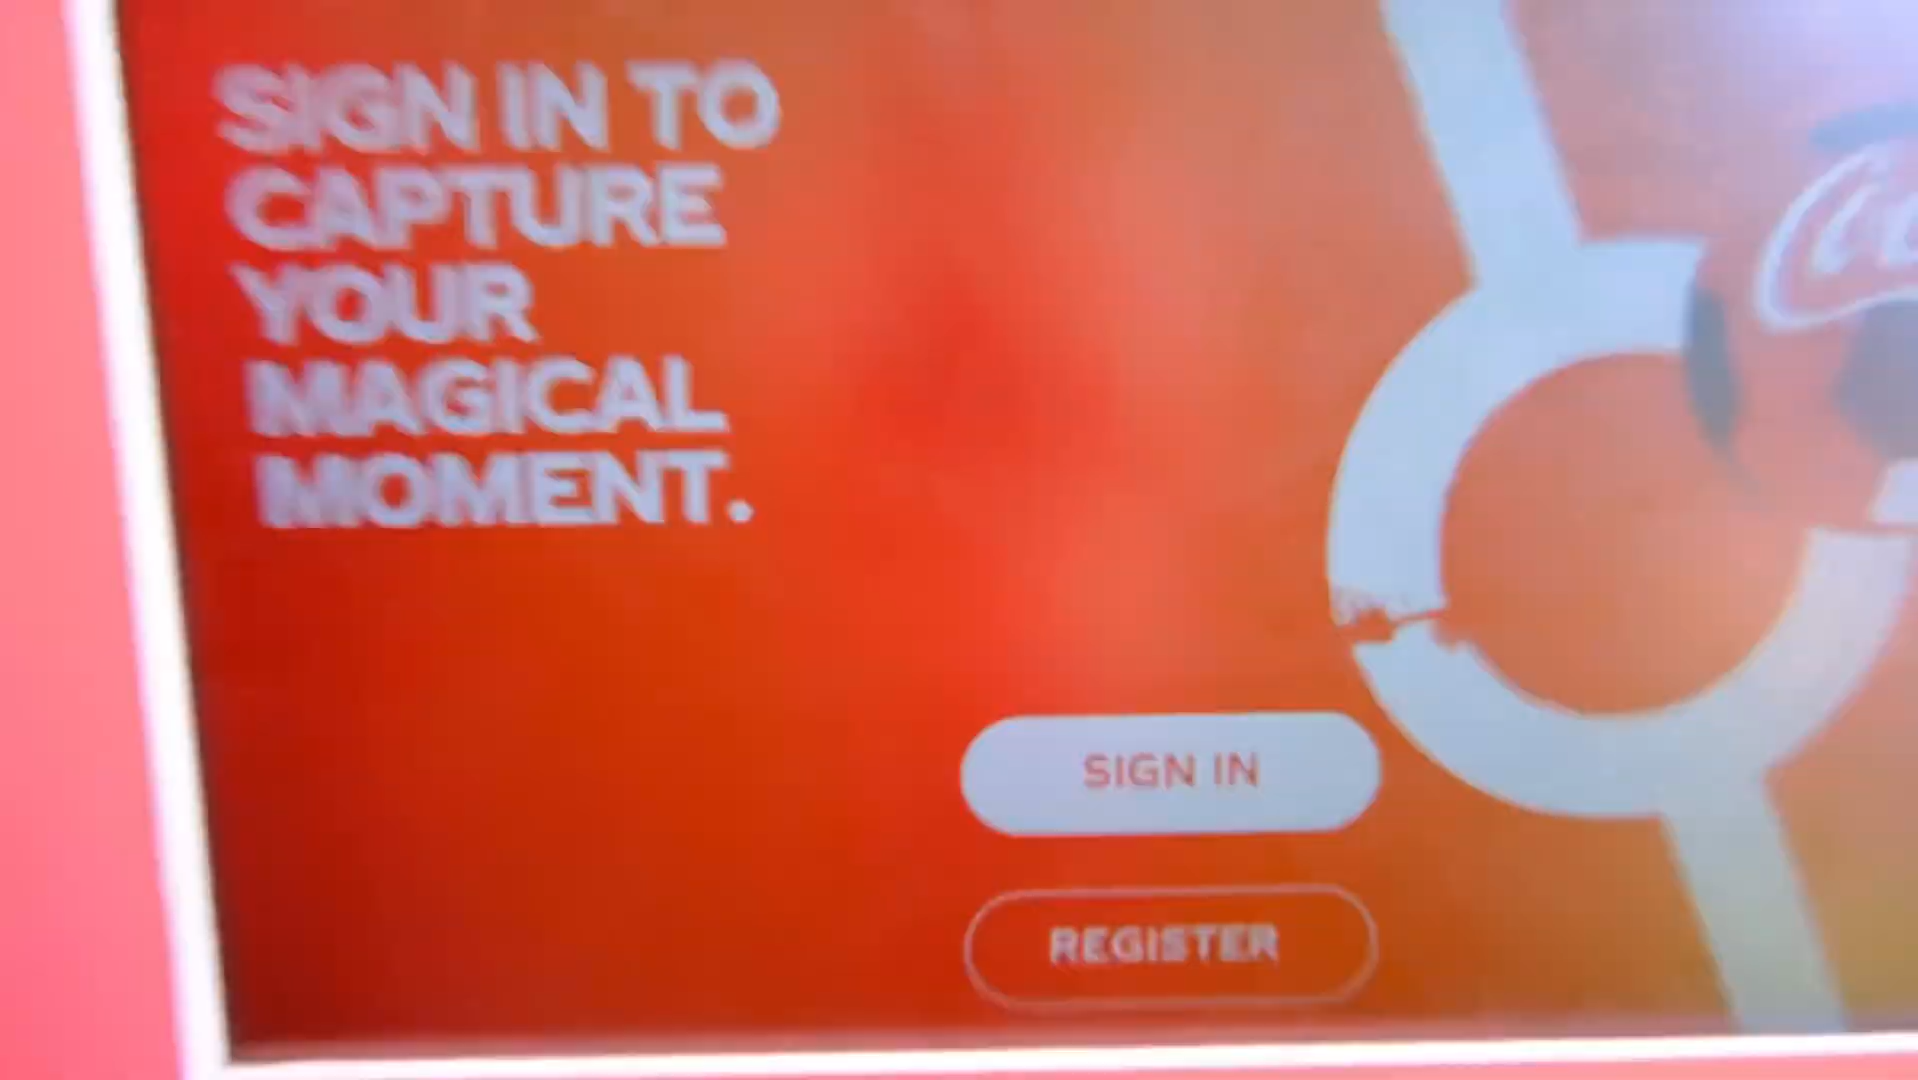 SIGN IN TO
CAPTURE
YOUR
MAGICAL
MOMENT.
SIGN IN
REGISTER